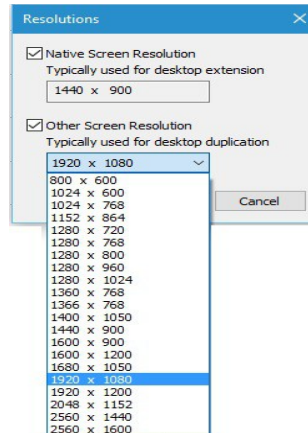 Resolutions
Native Screen Resolution
Typically used for desktop extension
1440 x 900
Other Screen Resolution
Typically used for desktop duplication
1920 x 1080
800 x 600
1024 x 600
1024 x 768
1152 x 864
1280 x 720
1280 x 768
1280 x 800
1280 x 960
1280 x 1024
1360 x 768
1366 x 768
1400 x 1050
1440 x 900
1600 x 900
1600 x 1200
1680 x 1050
1920 x 1080
1920 x 1200
2048 x 1152
2560 x 1440
2560 x 1600
Cancel